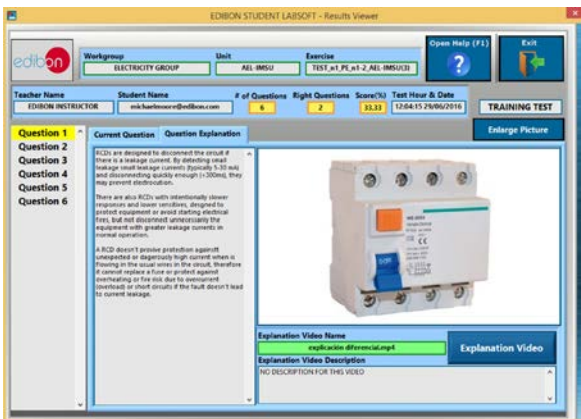 EDIBON STUDENT LABSOFT - Results Viewer
edibon
Workgroup
ELECTRICITY GROUP
Unit
AEL-IMSU
Exercise
TEST_n1_PE_n1-2_AEL-IMSU(3)
Open Help (F1)
?
Exit
Teacher Name
EDIBON INSTRUCTOR
Student Name
michaelmoore@edibon.com
# of Questions
6
Right Questions
2
Score(%)
33,33
Test Hour & Date
12:04:15 29/06/2016
TRAINING TEST
Question 1
Question 2
Question 3
Question 4
Question 5
Question 6
Current Question
Question Explanation
Enlarge Picture
RCDs are designed to disconnect the circuit if
there is a leakage current. By detecting small
leakage small leakage currents (typically 5-30 mA)
and disconnecting quickly enough (<300ms), they
may prevent electrocution.
There are also RCDs with intentionally slower
responses and lower sensitives, designed to
protect equipment or avoid starting electrical
fires, but not disconnect unnecessarily the
equipment with greater leakage currents in
normal operation.
A RCD doesn't provive protection againstt
unexpected or dagerously high current when is
flowing in the usual wires in the circuit, therefore
it cannot replace a fuse or protect against
overheating or fire risk due to overcurrent
(overload) or short circuits if the fault doesn't lead
to current leakage.
Explanation Video Name
explicación diferencial.mp4
Explanation Video
Explanation Video Description
NO DESCRIPTION FOR THIS VIDEO